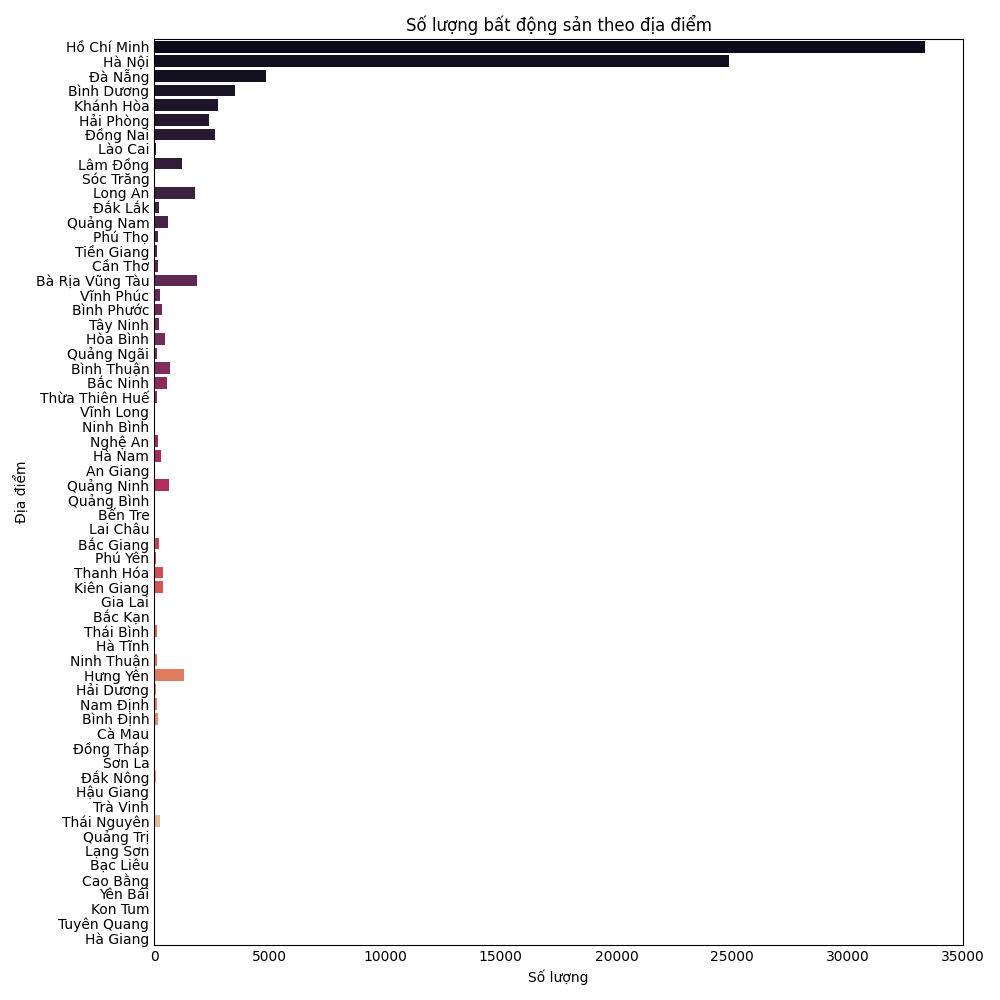 Số lượng bất động sản theo địa điểm
Hồ Chí Minh
Hà Nội
Đà Nẵng
Bình Dương
Khánh Hòa
Hải Phòng
Đồng Nai
Lào Cai
Lâm Đồng
Sóc Trăng
Long An
Đắk Lắk
Quảng Nam
Phú Thọ
Tiền Giang
Cần Thơ
Bà Rịa Vũng Tàu
Vĩnh Phúc
Bình Phước
Tây Ninh
Hòa Bình
Quảng Ngãi
Bình Thuận
Bắc Ninh
Thừa Thiên Huế
Vĩnh Long
Ninh Bình
Nghệ An
Hà Nam
An Giang
Quảng Ninh
Quảng Bình
Bến Tre
Lai Châu
Bắc Giang
Phú Yên
Thanh Hóa
Kiên Giang
Gia Lai
Bắc Kạn
Thái Bình
Hà Tĩnh
Ninh Thuận
Hưng Yên
Hải Dương
Nam Định
Bình Định
Cà Mau
Đồng Tháp
Sơn La
Đắk Nông
Hậu Giang
Trà Vinh
Thái Nguyên
Quảng Trị
Lạng Sơn
Bạc Liêu
Cao Bằng
Yên Bái
Kon Tum
Tuyên Quang
Hà Giang
Địa điểm
0 5000 10000 15000 20000 25000 30000 35000
Số lượng